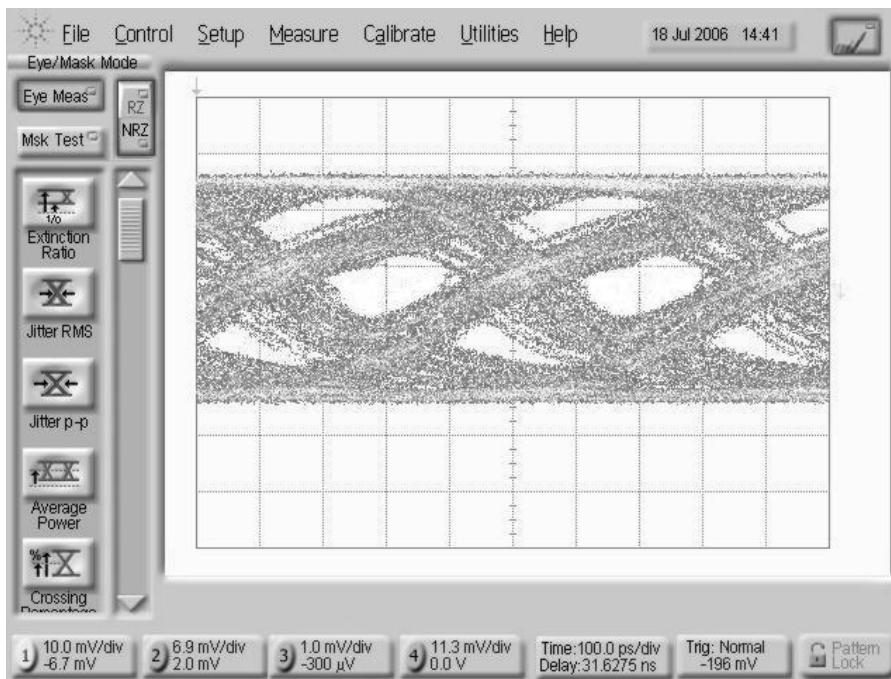 File Control Setup Measure Calibrate Utilities Help 18 Jul 2006 14:41
Eye/Mask Mode
Eye Meas
RZ
NRZ
Msk Test
1/0
Extinction
Ratio
Jitter RMS
Jitter p-p
Average
Power
%
Crossing
Percentage
1 10.0 mV/div
-6.7 mV
2 6.9 mV/div
2.0 mV
3 1.0 mV/div
-300 µV
4 11.3 mV/div
0.0 V
Time:100.0 ps/div
Delay:31.6275 ns
Trig: Normal
-196 mV
Pattern
Lock